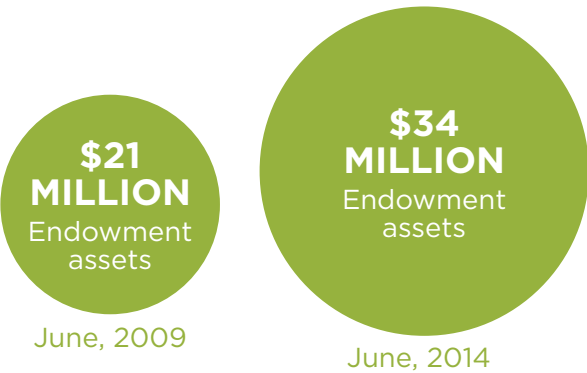 $21
MILLION
Endowment
assets
June, 2009
$34
MILLION
Endowment
assets
June, 2014